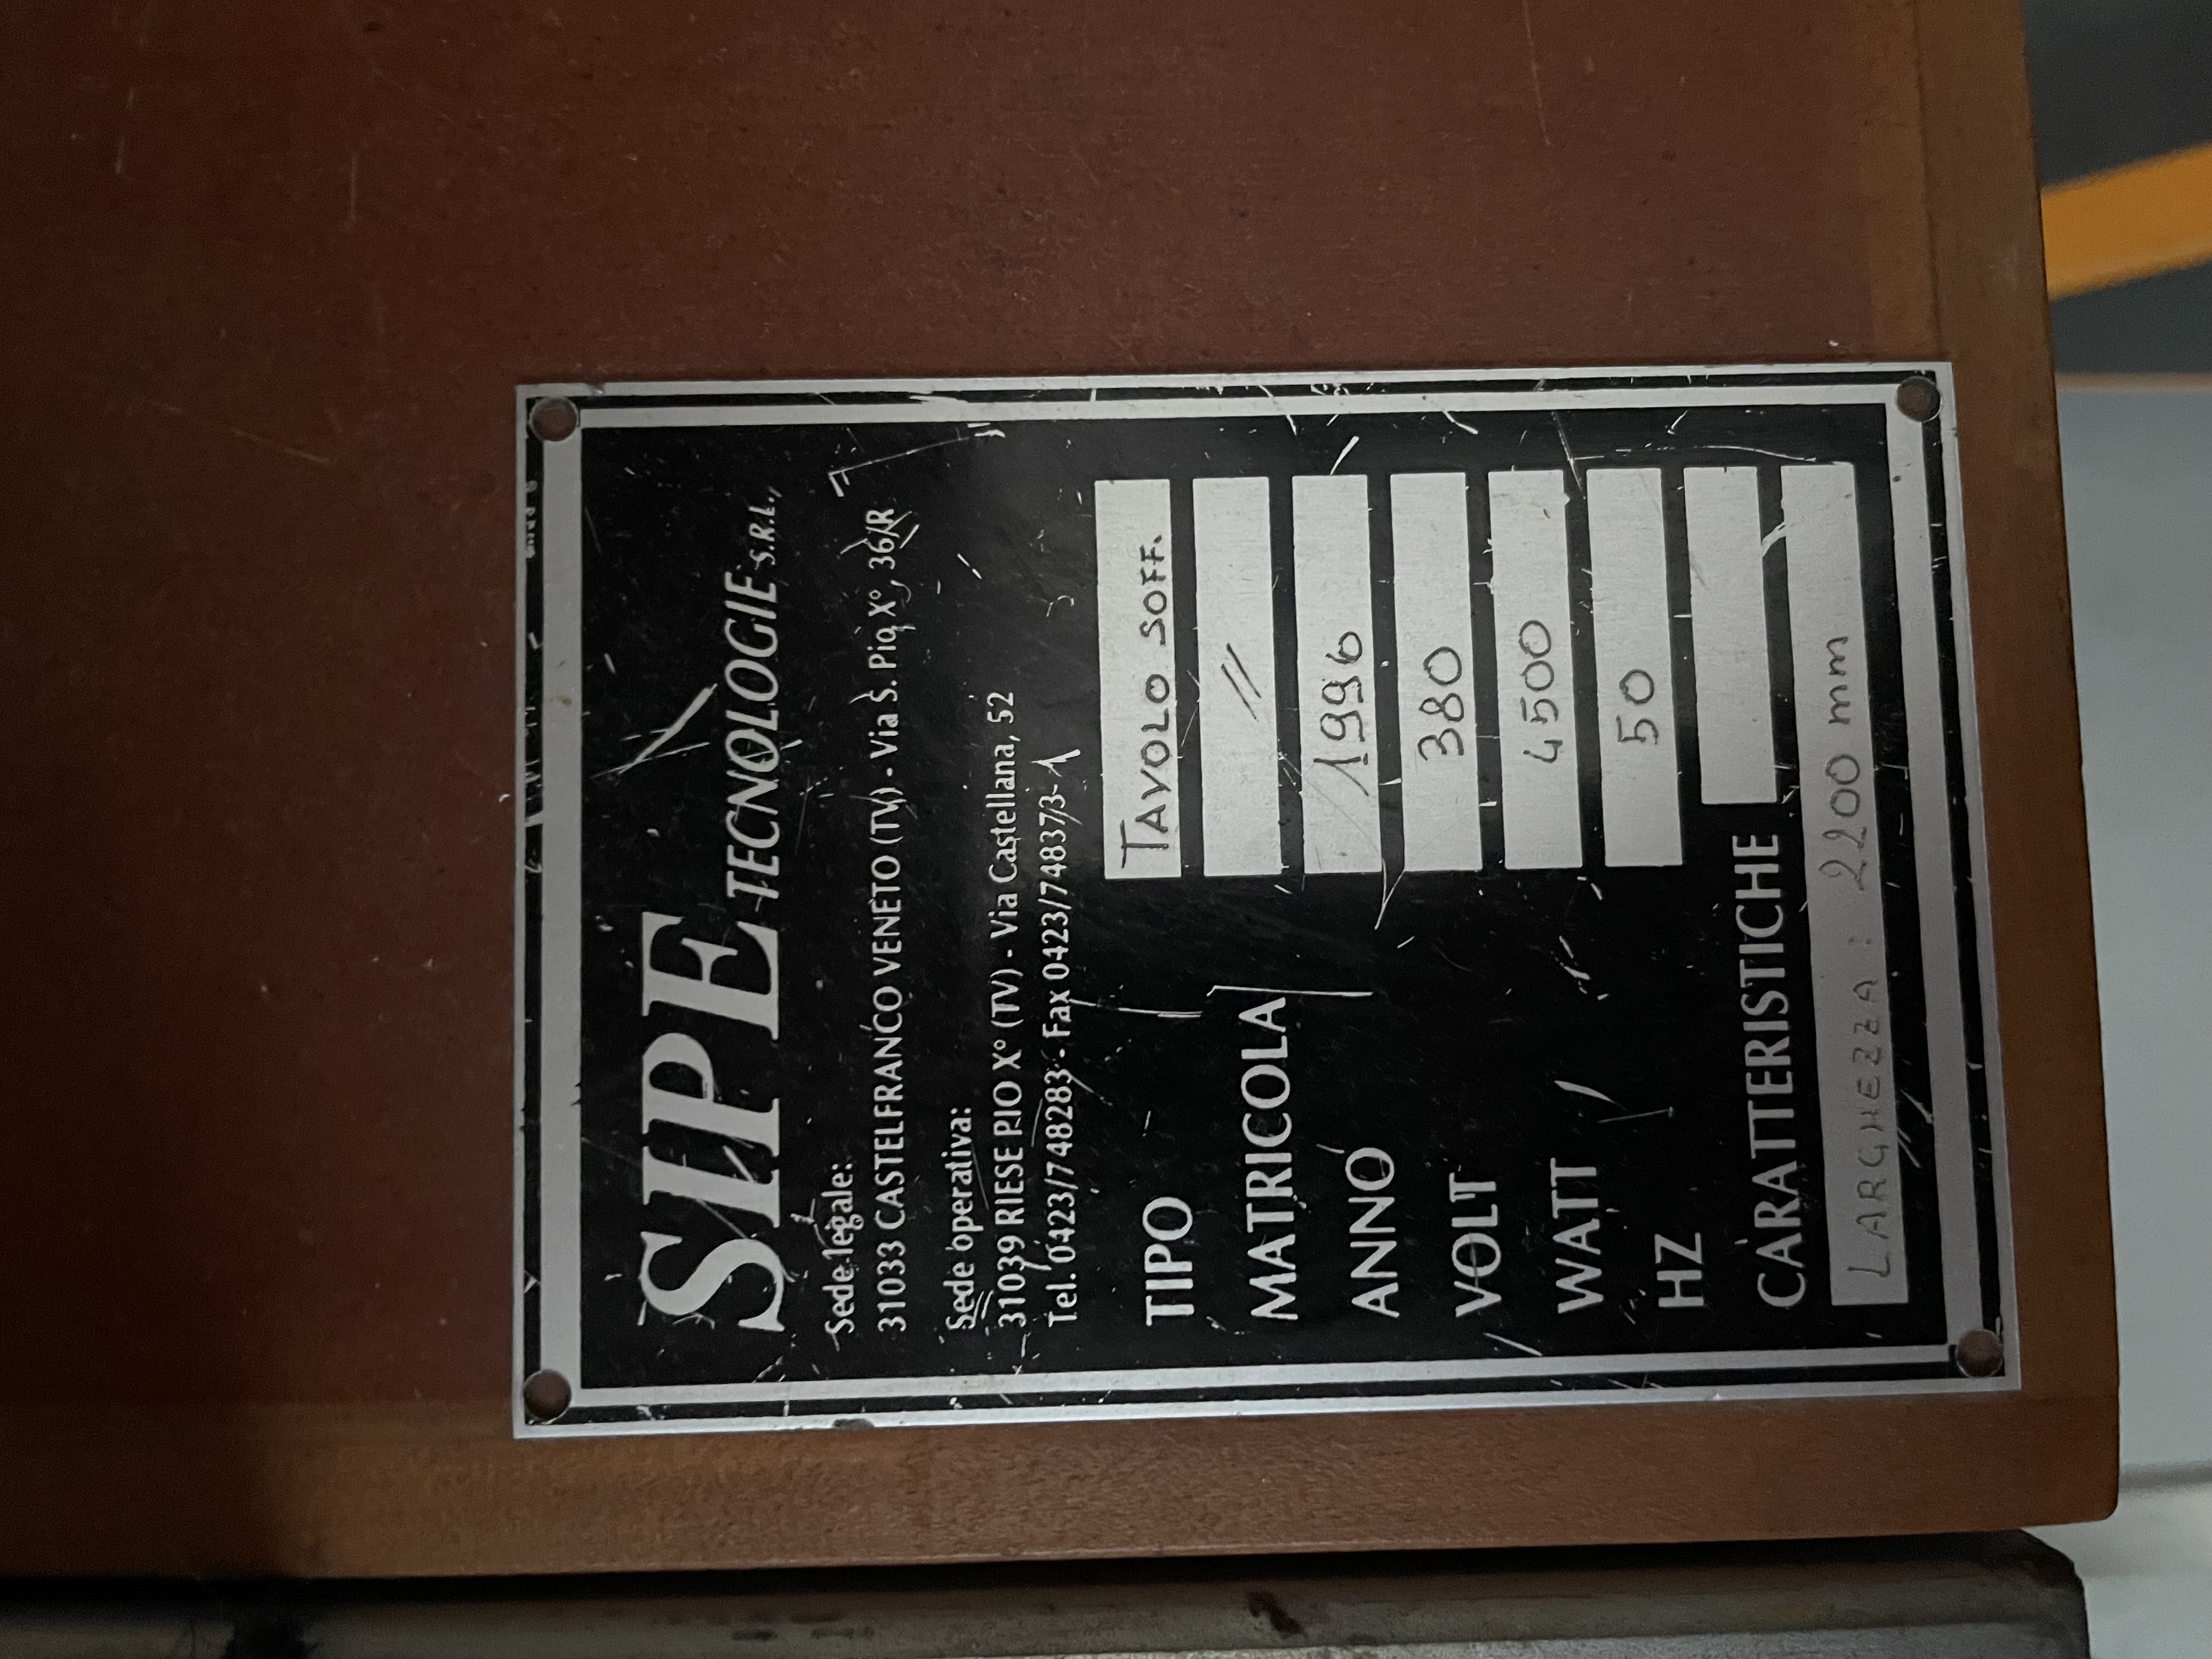 SIPE TECNOLOGIE S.R.L.
Sede legale:
31033 CASTELFRANCO VENETO (TV) - Via S. Pio X°, 36/R
Sede operativa:
31039 RIESE PIO X° (TV) - Via Castellana, 52
Tel. 0423/748283 - Fax 0423/748373
TIPO TAVOLO SOFF.
MATRICOLA //
ANNO 1996
VOLT 380
WATT 4500
HZ 50
CARATTERISTICHE
LARGHEZZA: 2200 mm